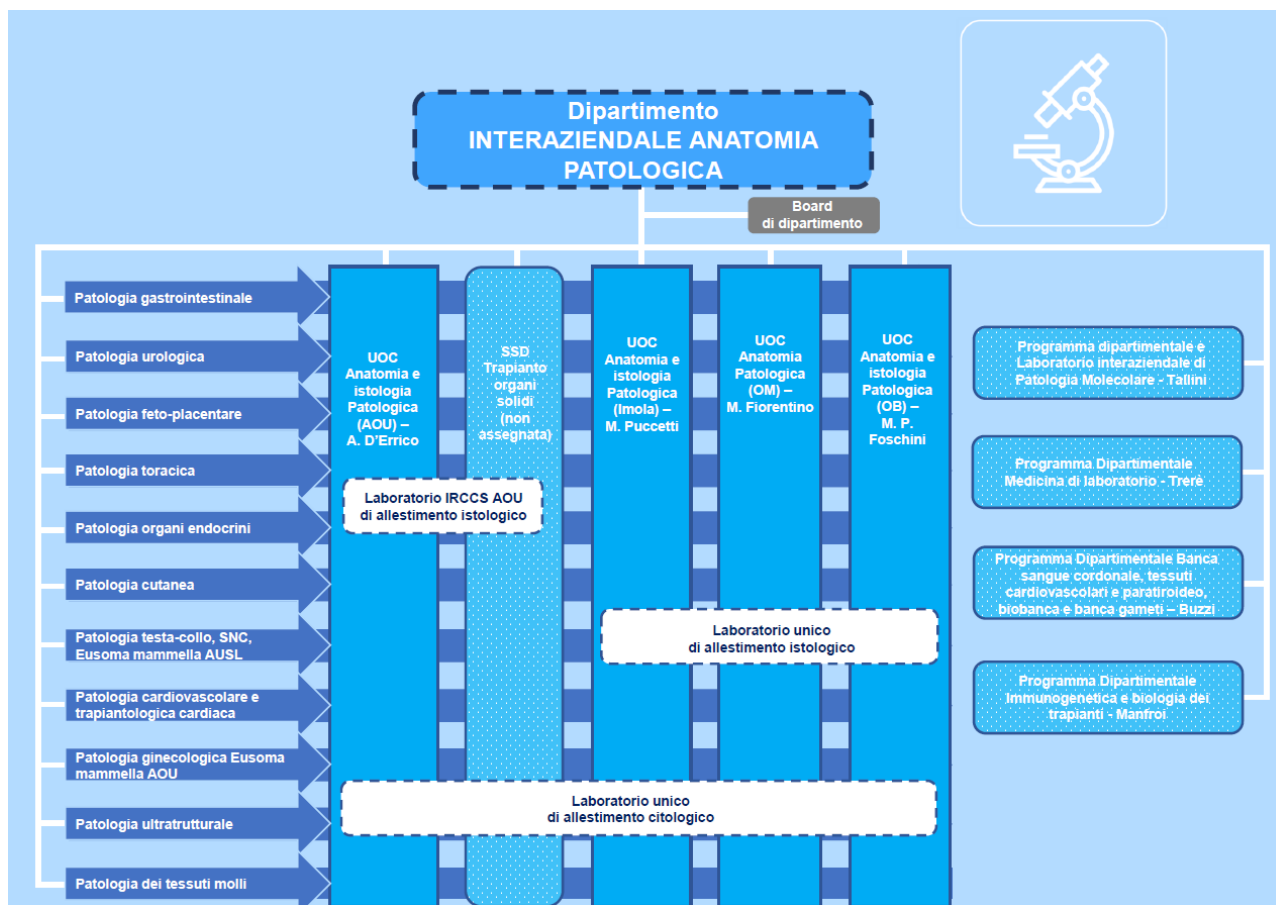 Dipartimento
INTERAZIENDALE ANATOMIA
PATOLOGICA
Board
di dipartimento
Patologia gastrointestinale
Patologia urologica
Patologia feto-placentare
Patologia toracica
Patologia organi endocrini
Patologia cutanea
Patologia testa-collo, SNC,
Eusoma mammella AUSL
Patologia cardiovascolare e
trapiantologica cardiaca
Patologia ginecologica Eusoma
mammella AOU
Patologia ultratrutturale
Patologia dei tessuti molli
UOC
Anatomia e
istologia
Patologica
(AOU) –
A. D'Errico
SSD
Trapianto
organi
solidi
(non
assegnata)
UOC
Anatomia e
istologia
Patologica
(Imola) –
M. Puccetti
UOC
Anatomia
Patologica
(OM) –
M. Fiorentino
UOC
Anatomia e
istologia
Patologica
(OB) –
M. P.
Foschini
Laboratorio IRCCS AOU
di allestimento istologico
Laboratorio unico
di allestimento istologico
Laboratorio unico
di allestimento citologico
Programma dipartimentale e
Laboratorio interaziendale di
Patologia Molecolare - Tallini
Programma Dipartimentale
Medicina di laboratorio - Trerè
Programma Dipartimentale Banca
sangue cordonale, tessuti
cardiovascolari e paratiroideo,
biobanca e banca gameti – Buzzi
Programma Dipartimentale
Immunogenetica e biologia dei
trapianti - Manfroi